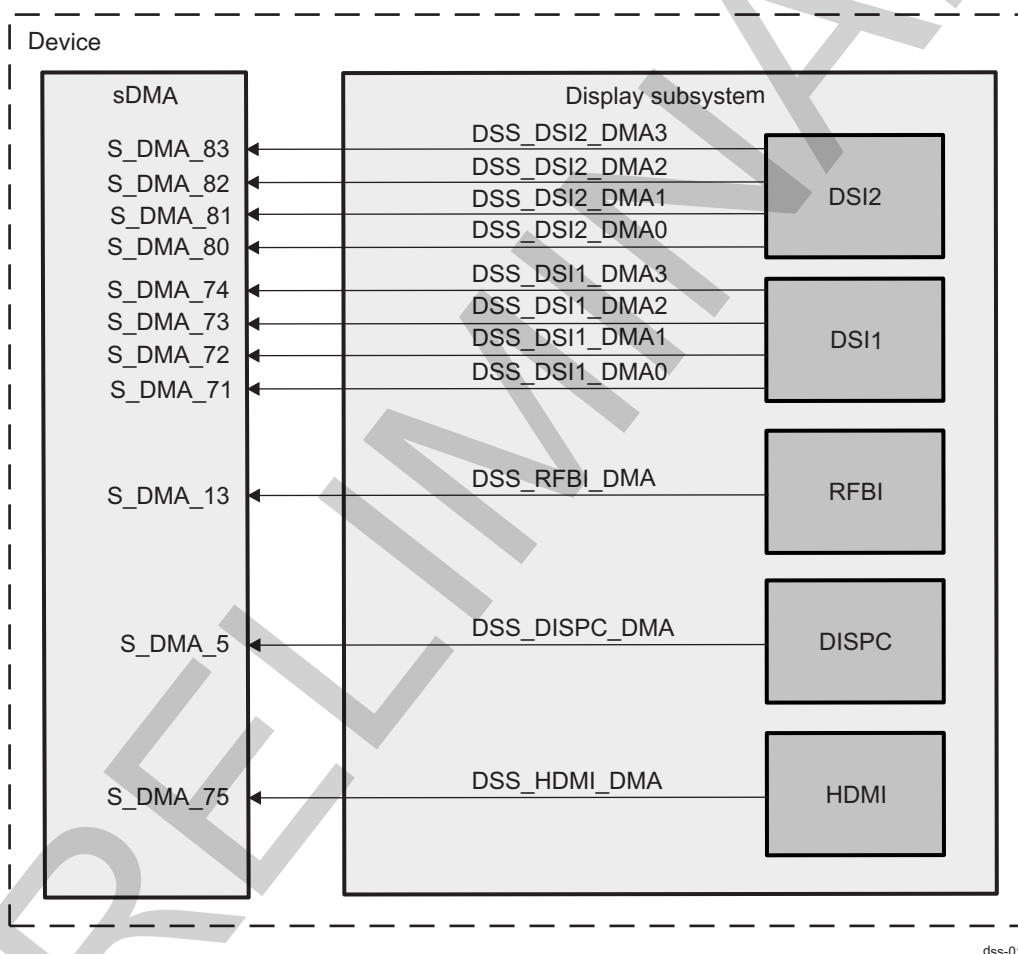 Device
sDMA
Display subsystem
S_DMA_83
DSS_DSI2_DMA3
S_DMA_82
DSS_DSI2_DMA2
S_DMA_81
DSS_DSI2_DMA1
S_DMA_80
DSS_DSI2_DMA0
DSI2
S_DMA_74
DSS_DSI1_DMA3
S_DMA_73
DSS_DSI1_DMA2
S_DMA_72
DSS_DSI1_DMA1
S_DMA_71
DSS_DSI1_DMA0
DSI1
S_DMA_13
DSS_RFBI_DMA
RFBI
S_DMA_5
DSS_DISPC_DMA
DISPC
S_DMA_75
DSS_HDMI_DMA
HDMI
RELIMINA